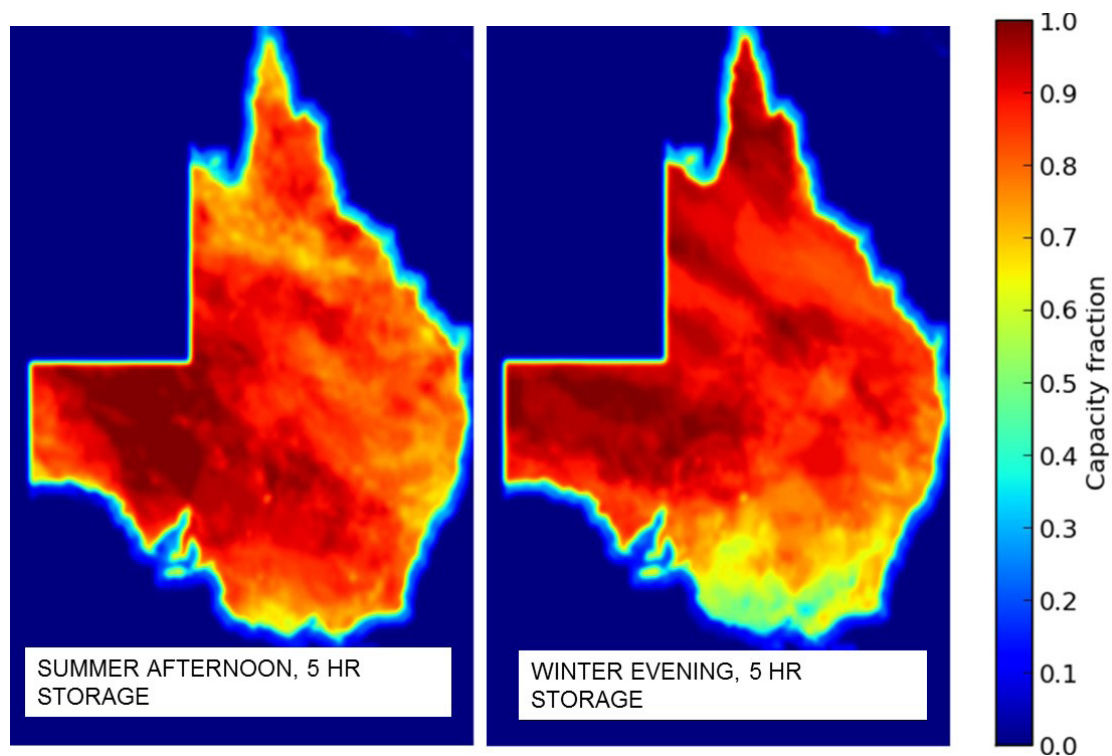 SUMMER AFTERNOON, 5 HR
STORAGE
WINTER EVENING, 5 HR
STORAGE
1.0
0.9
0.8
0.7
0.6
0.5
0.4
0.3
0.2
0.1
0.0
Capacity fraction